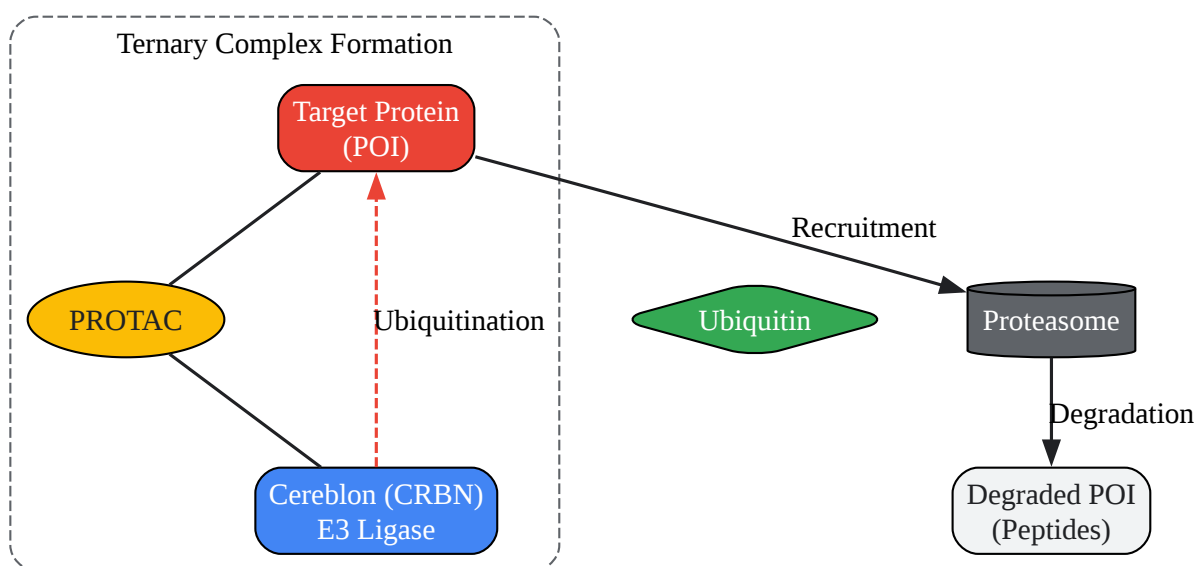 Ternary Complex Formation
Target Protein
(POI)
Recruitment
PROTAC
Ubiquitination
Ubiquitin
Proteasome
Degradation
Cereblon (CRBN)
E3 Ligase
Degraded POI
(Peptides)